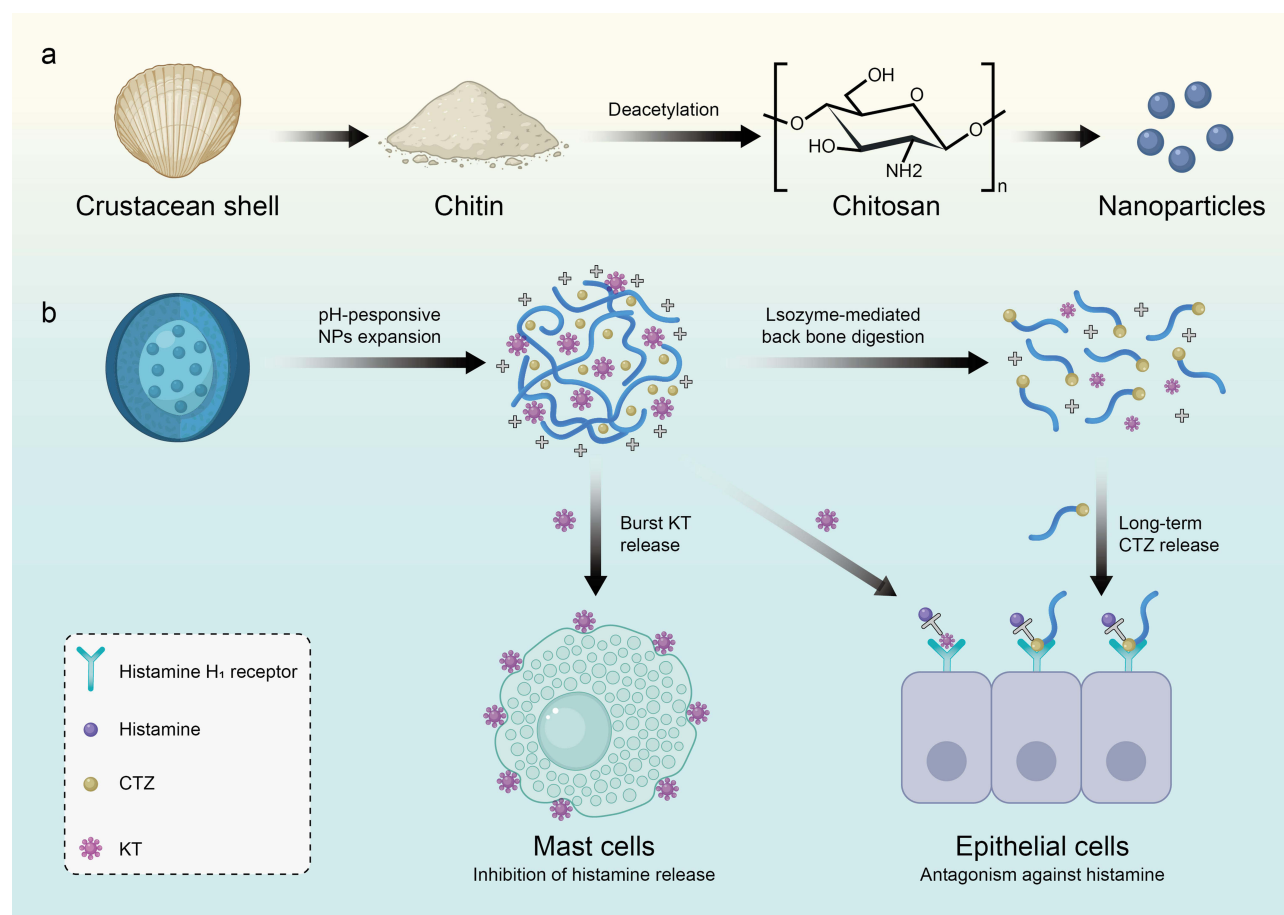 a
Deacetylation
OH
O
O
O
HO
NH2
n
Crustacean shell
Chitin
Chitosan
Nanoparticles
b
pH-pesponsive
NPs expansion
Lsozyme-mediated
back bone digestion
Burst KT
release
Long-term
CTZ release
Histamine H₁ receptor
Histamine
CTZ
KT
Mast cells
Inhibition of histamine release
Epithelial cells
Antagonism against histamine